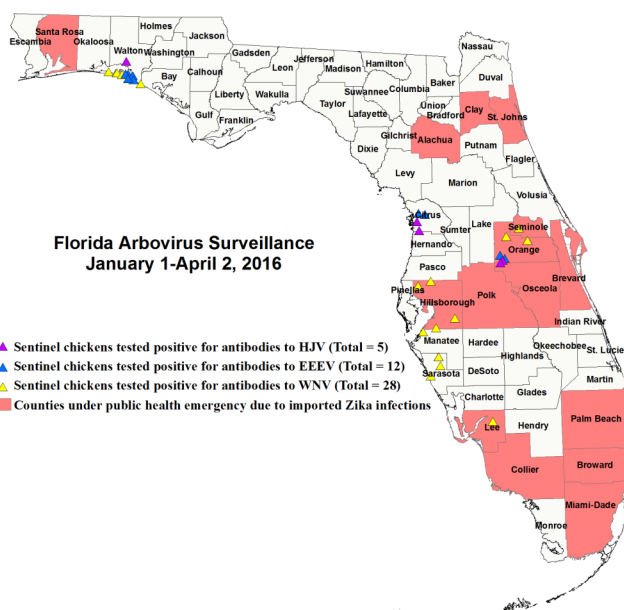 Holmes
Jackson
Santa Rosa
Escambia
Okaloosa
Walton
Washington
Gadsden
Nassau
Leon
Jefferson
Madison
Hamilton
Bay
Calhoun
Liberty
Wakulla
Suwannee
Columbia
Baker
Duval
Gulf
Franklin
Taylor
Lafayette
Union
Bradford
Clay
St. Johns
Dixie
Gilchrist
Alachua
Putnam
Flagler
Levy
Marion
Volusia
Citrus
Sumter
Lake
Seminole
Hernando
Orange
Florida Arbovirus Surveillance
January 1-April 2, 2016
Pasco
Brevard
Pinellas
Hillsborough
Polk
Osceola
Indian River
Manatee
Hardee
Highlands
Okeechobee
St. Lucie
Sarasota
DeSoto
Martin
Charlotte
Glades
Sentinel chickens tested positive for antibodies to HJV (Total = 5)
Sentinel chickens tested positive for antibodies to EEEV (Total = 12)
Sentinel chickens tested positive for antibodies to WNV (Total = 28)
Counties under public health emergency due to imported Zika infections
Lee
Hendry
Palm Beach
Collier
Broward
Monroe
Miami-Dade